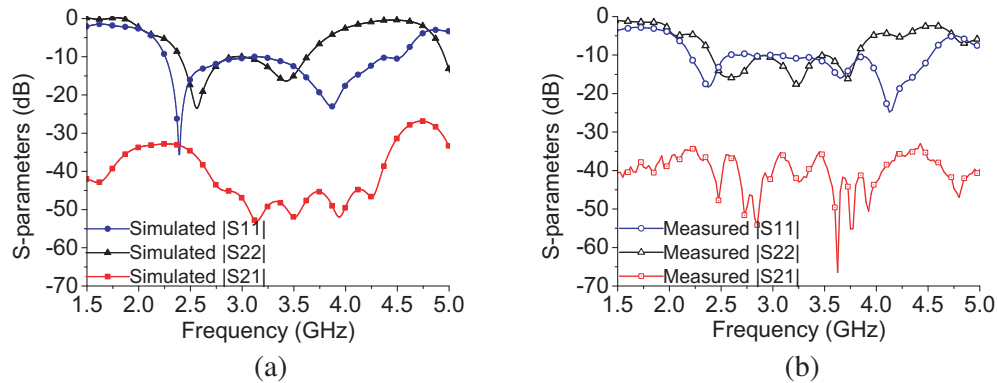 0
-10
-20
-30
-40
-50
-60
-70
S-parameters (dB)
Simulated |S11|
Simulated |S22|
Simulated |S21|
1.5 2.0 2.5 3.0 3.5 4.0 4.5 5.0
Frequency (GHz)
(a)
0
-10
-20
-30
-40
-50
-60
-70
S-parameters (dB)
Measured |S11|
Measured |S22|
Measured |S21|
1.5 2.0 2.5 3.0 3.5 4.0 4.5 5.0
Frequency (GHz)
(b)